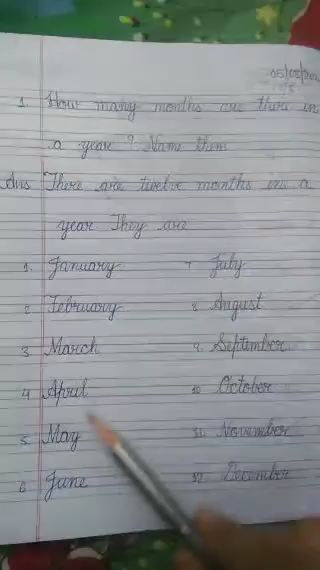 1. How many months are there in
a year? Name them
Ans There are twelve months in a
year They are
1. January
2 February
3 March
4 April
5. May
6 June
7 July
8 August
9. September
10 October
11. November
12 December